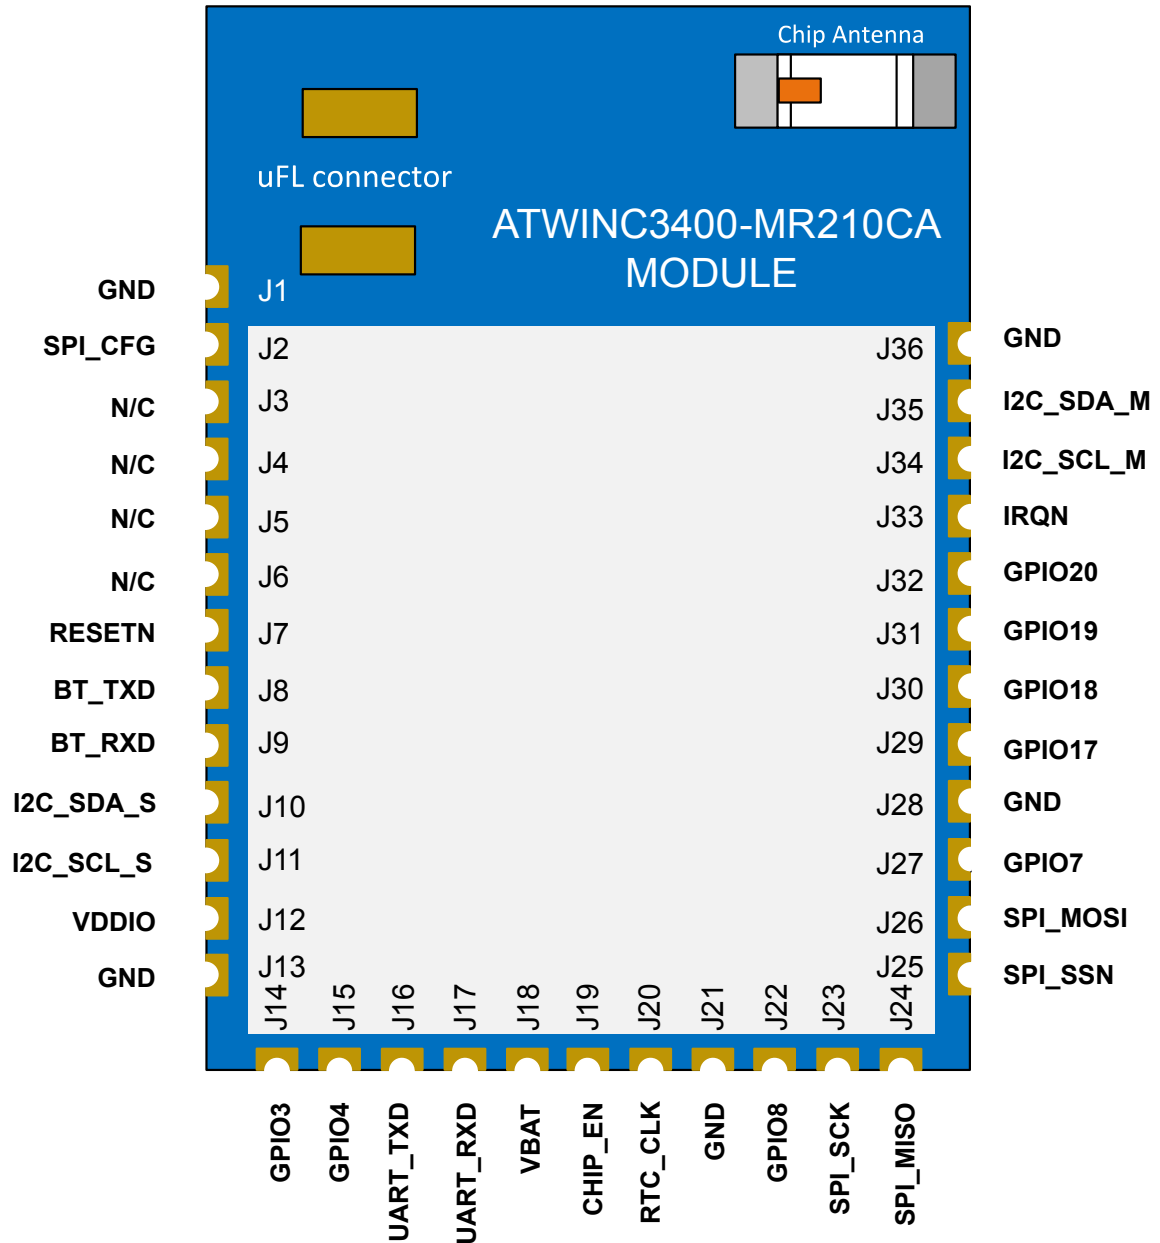 Chip Antenna
uFL connector
ATWINC3400-MR210CA
MODULE
GND J1
SPI_CFG J2
N/C J3
N/C J4
N/C J5
N/C J6
RESETN J7
BT_TXD J8
BT_RXD J9
I2C_SDA_S J10
I2C_SCL_S J11
VDDIO J12
GND J13
J36 GND
J35 I2C_SDA_M
J34 I2C_SCL_M
J33 IRQN
J32 GPIO20
J31 GPIO19
J30 GPIO18
J29 GPIO17
J28 GND
J27 GPIO7
J26 SPI_MOSI
J25 SPI_SSN
J14 J15 J16 J17 J18 J19 J20 J21 J22 J23 J24
GPIO3 GPIO4 UART_TXD UART_RXD VBAT CHIP_EN RTC_CLK GND GPIO8 SPI_SCK SPI_MISO